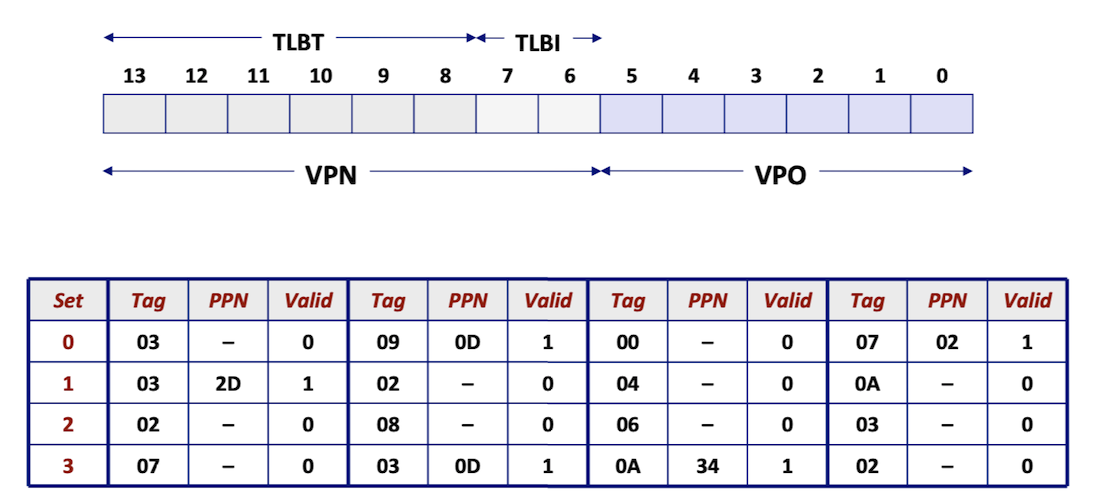 TLBT TLBI
13 12 11 10 9 8 7 6 5 4 3 2 1 0
VPN VPO
Set Tag PPN Valid Tag PPN Valid Tag PPN Valid Tag PPN Valid
0 03 – 0 09 0D 1 00 – 0 07 02 1
1 03 2D 1 02 – 0 04 – 0 0A – 0
2 02 – 0 08 – 0 06 – 0 03 – 0
3 07 – 0 03 0D 1 0A 34 1 02 – 0